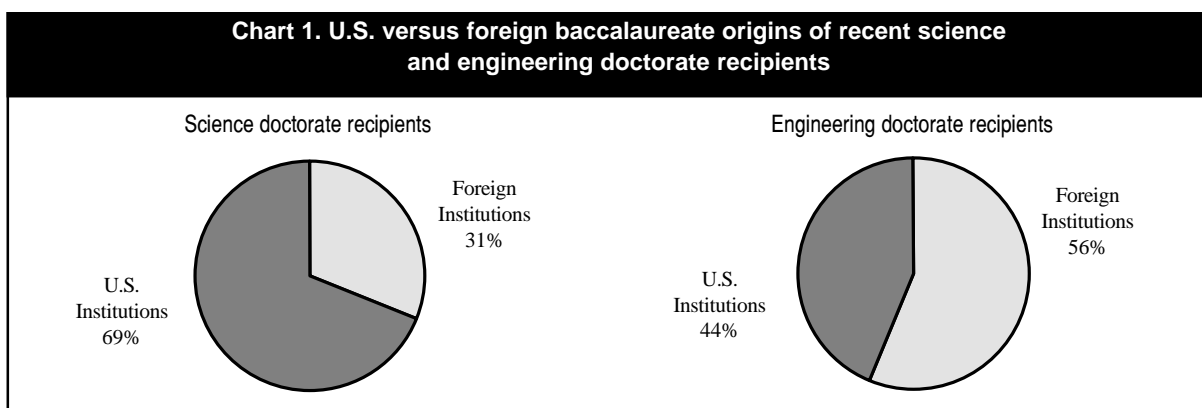 Chart 1. U.S. versus foreign baccalaureate origins of recent science
and engineering doctorate recipients
Science doctorate recipients
Foreign
Institutions
31%
U.S.
Institutions
69%
Engineering doctorate recipients
Foreign
Institutions
56%
U.S.
Institutions
44%